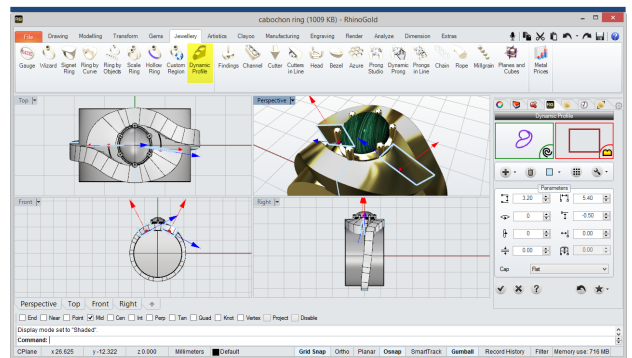 cabochon ring (1009 KB) - RhinoGold
File Drawing Modelling Transform Gems Jewellery Artistics Clayoo Manufacturing Engraving Render Analyze Dimension Extras
Gauge Wizard Signet Ring Ring by Curve Ring by Objects Scale Ring Hollow Ring Custom Region Dynamic Profile Findings Channel Cutter Cutters in Line Head Bezel Azure Prong Studio Dynamic Prong Prongs in Line Chain Rope Milligrain Planes and Cubes Metal Prices
Top
Perspective
Dynamic Profile
Parameters
3.20 5.40
0 -0.50
0 0.00
0.00 0.00
Cap Flat
Front
Right
Perspective Top Front Right
End Near Point Mid Cen Int Perp Tan Quad Knot Vertex Project Disable
Display mode set to "Shaded".
Command:
CPlane x 26.625 y -12.322 z 0.000 Millimeters Default Grid Snap Ortho Planar Osnap SmartTrack Gumball Record History Filter Memory use: 716 MB